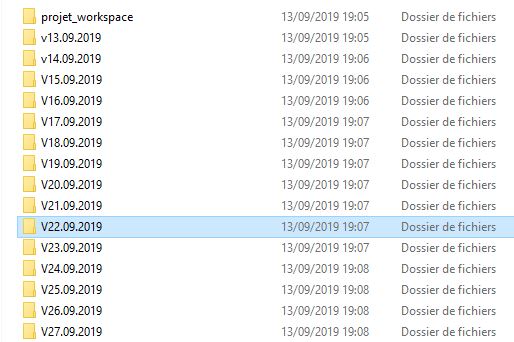 projet_workspace 13/09/2019 19:05 Dossier de fichiers
v13.09.2019 13/09/2019 19:05 Dossier de fichiers
v14.09.2019 13/09/2019 19:06 Dossier de fichiers
V15.09.2019 13/09/2019 19:06 Dossier de fichiers
V16.09.2019 13/09/2019 19:06 Dossier de fichiers
V17.09.2019 13/09/2019 19:07 Dossier de fichiers
V18.09.2019 13/09/2019 19:07 Dossier de fichiers
V19.09.2019 13/09/2019 19:07 Dossier de fichiers
V20.09.2019 13/09/2019 19:07 Dossier de fichiers
V21.09.2019 13/09/2019 19:07 Dossier de fichiers
V22.09.2019 13/09/2019 19:07 Dossier de fichiers
V23.09.2019 13/09/2019 19:07 Dossier de fichiers
V24.09.2019 13/09/2019 19:08 Dossier de fichiers
V25.09.2019 13/09/2019 19:08 Dossier de fichiers
V26.09.2019 13/09/2019 19:08 Dossier de fichiers
V27.09.2019 13/09/2019 19:08 Dossier de fichiers